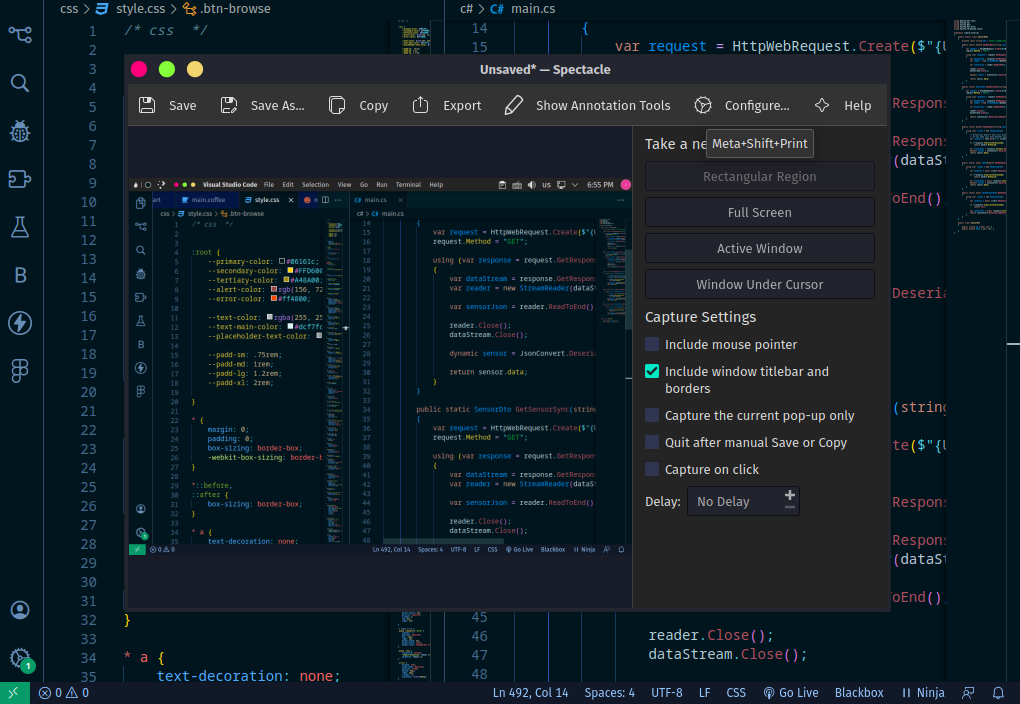 css > style.css > .btn-browse
c# > main.cs
1 /* css */
2
3
4
5
6
7
8
9
10
11
12
13
14
15
16
17
18
19
20
21
22
23
24
25
26
27
28
29
30
31
32 }
33
34 * a {
35 text-decoration: none;
14 {
15 var request = HttpWebRequest.Create($"{U
Respons
Respons
(dataSt
oEnd()
Deseria
(string
te($"{U
Respons
Respons
(dataSt
oEnd()
45
46 reader.Close();
47 dataStream.Close();
48
Unsaved* — Spectacle
Save
Save As...
Copy
Export
Show Annotation Tools
Configure...
Help
Take a ne
Meta+Shift+Print
Rectangular Region
Full Screen
Active Window
Window Under Cursor
Capture Settings
Include mouse pointer
Include window titlebar and
borders
Capture the current pop-up only
Quit after manual Save or Copy
Capture on click
Delay:
No Delay
Visual Studio Code File Edit Selection View Go Run Terminal Help
us
6:55 PM
art
main.coffee
style.css
main.cs
css > style.css > .btn-browse
c# > main.cs
/* css */
:root {
--primary-color: #06161c;
--secondary-color: #FFD600
--tertiary-color: #A48A00;
--alert-color: rgb(156, 72
--error-color: #ff4800;
--text-color: rgba(255, 25
--text-main-color: #dcf7fc
--placeholder-text-color:
--padd-sm: .75rem;
--padd-md: 1rem;
--padd-lg: 1.2rem;
--padd-xl: 2rem;
}
* {
margin: 0;
padding: 0;
box-sizing: border-box;
-webkit-box-sizing: border-b
}
*::before,
::after {
box-sizing: border-box;
}
* a {
text-decoration: none;
{
var request = HttpWebRequest.Create($"{U
request.Method = "GET";
using (var response = request.GetRespon
{
var dataStream = response.GetRespon
var reader = new StreamReader(dataS
var sensorJson = reader.ReadToEnd()
reader.Close();
dataStream.Close();
dynamic sensor = JsonConvert.Deseria
return sensor.data;
}
}
public static SensorDto GetSensorSync(string
{
var request = HttpWebRequest.Create($"{U
request.Method = "GET";
using (var response = request.GetRespon
{
var dataStream = response.GetRespon
var reader = new StreamReader(dataS
var sensorJson = reader.ReadToEnd()
reader.Close();
dataStream.Close();
0 0 Ln 492, Col 14 Spaces: 4 UTF-8 LF CSS Go Live Blackbox Ninja
B
1
0 0
Ln 492, Col 14 Spaces: 4 UTF-8 LF CSS Go Live Blackbox Ninja